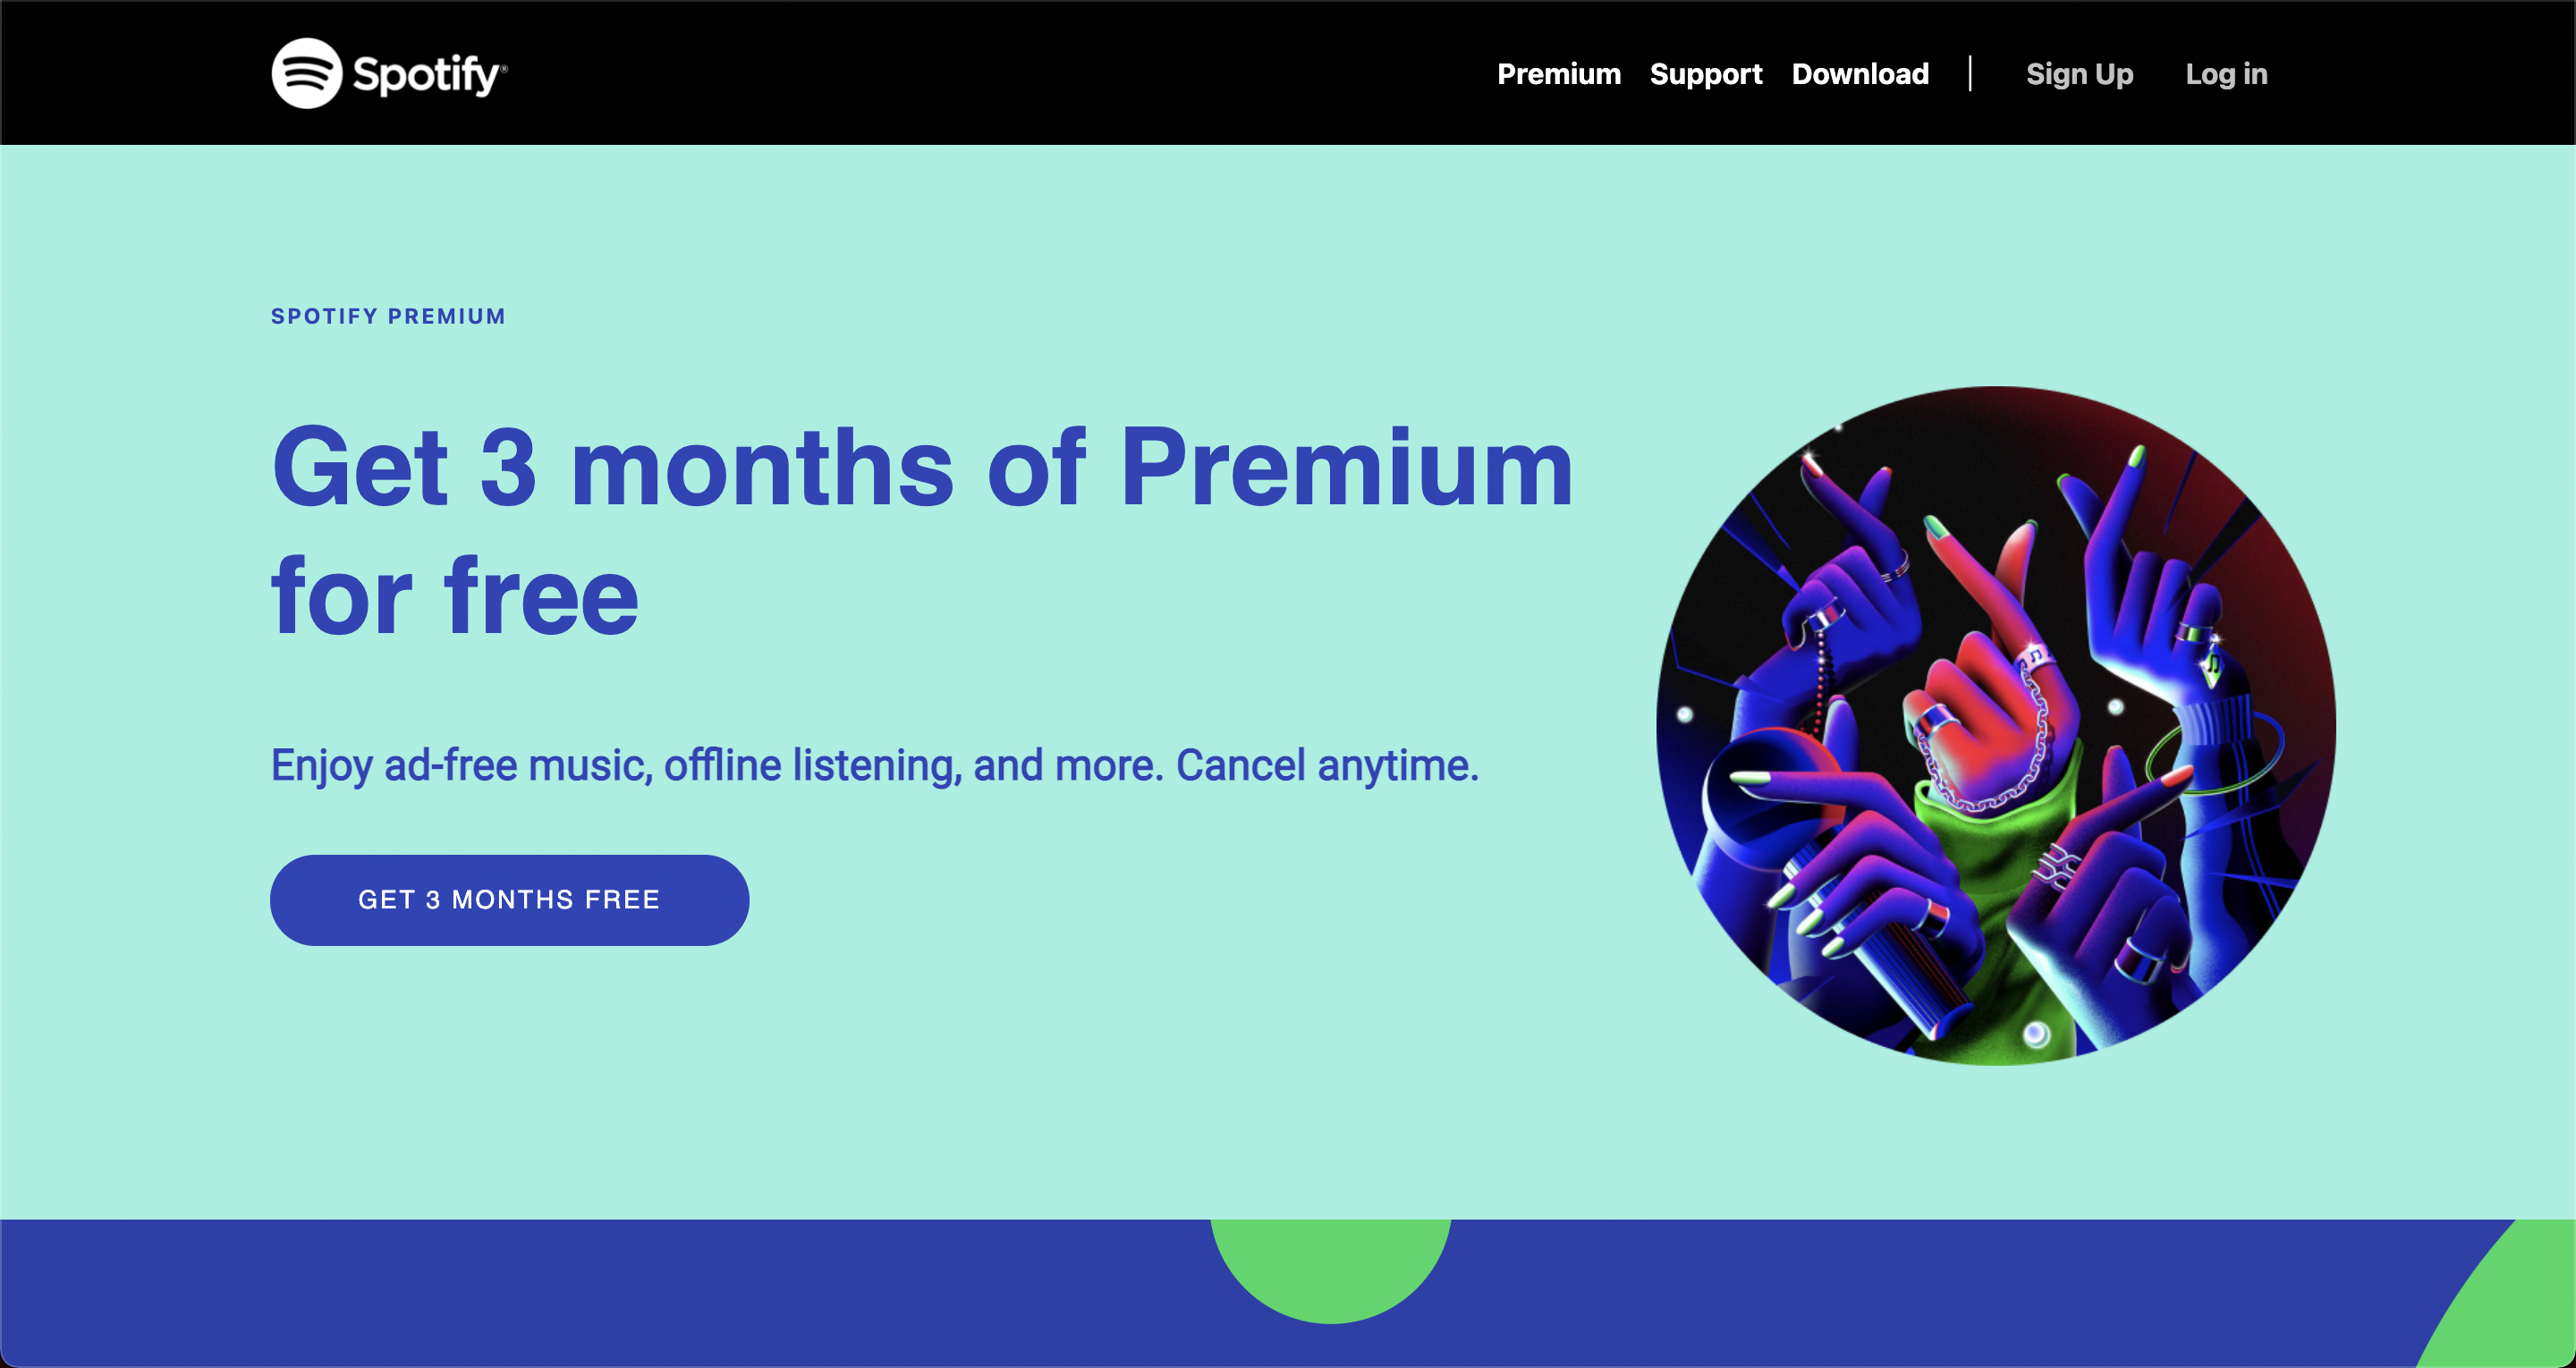 Spotify®
Premium Support Download | Sign Up Log in
SPOTIFY PREMIUM
Get 3 months of Premium
for free
Enjoy ad-free music, offline listening, and more. Cancel anytime.
GET 3 MONTHS FREE